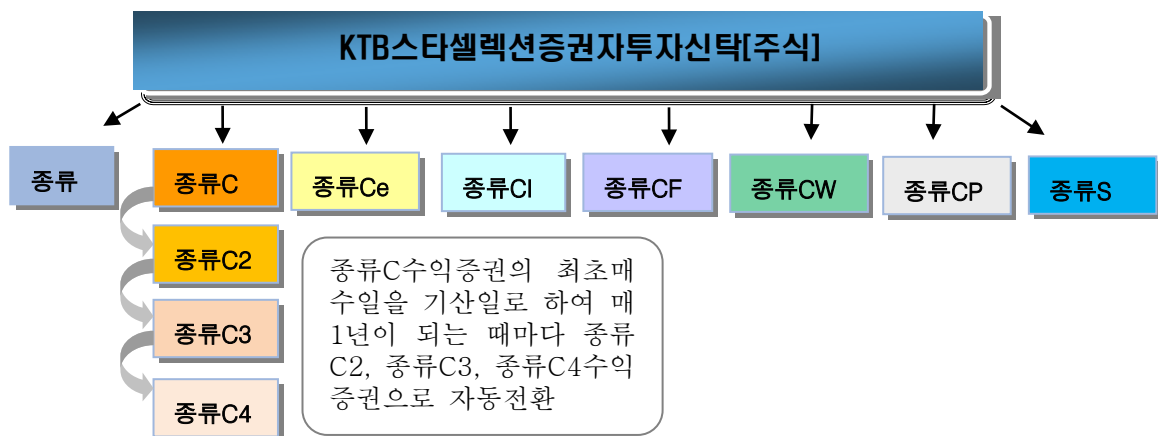 KTB스타셀렉션증권자투자신탁[주식]
종류
종류C
종류Ce
종류CI
종류CF
종류CW
종류CP
종류S
종류C2
종류C3
종류C4
종류C수익증권의 최초매
수일을 기산일로 하여 매
1년이 되는 때마다 종류
C2, 종류C3, 종류C4수익
증권으로 자동전환